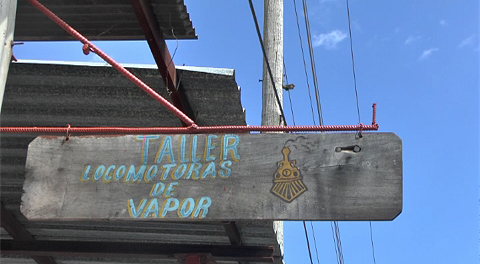 TALLER
LOCOMOTORAS
DE
VAPOR